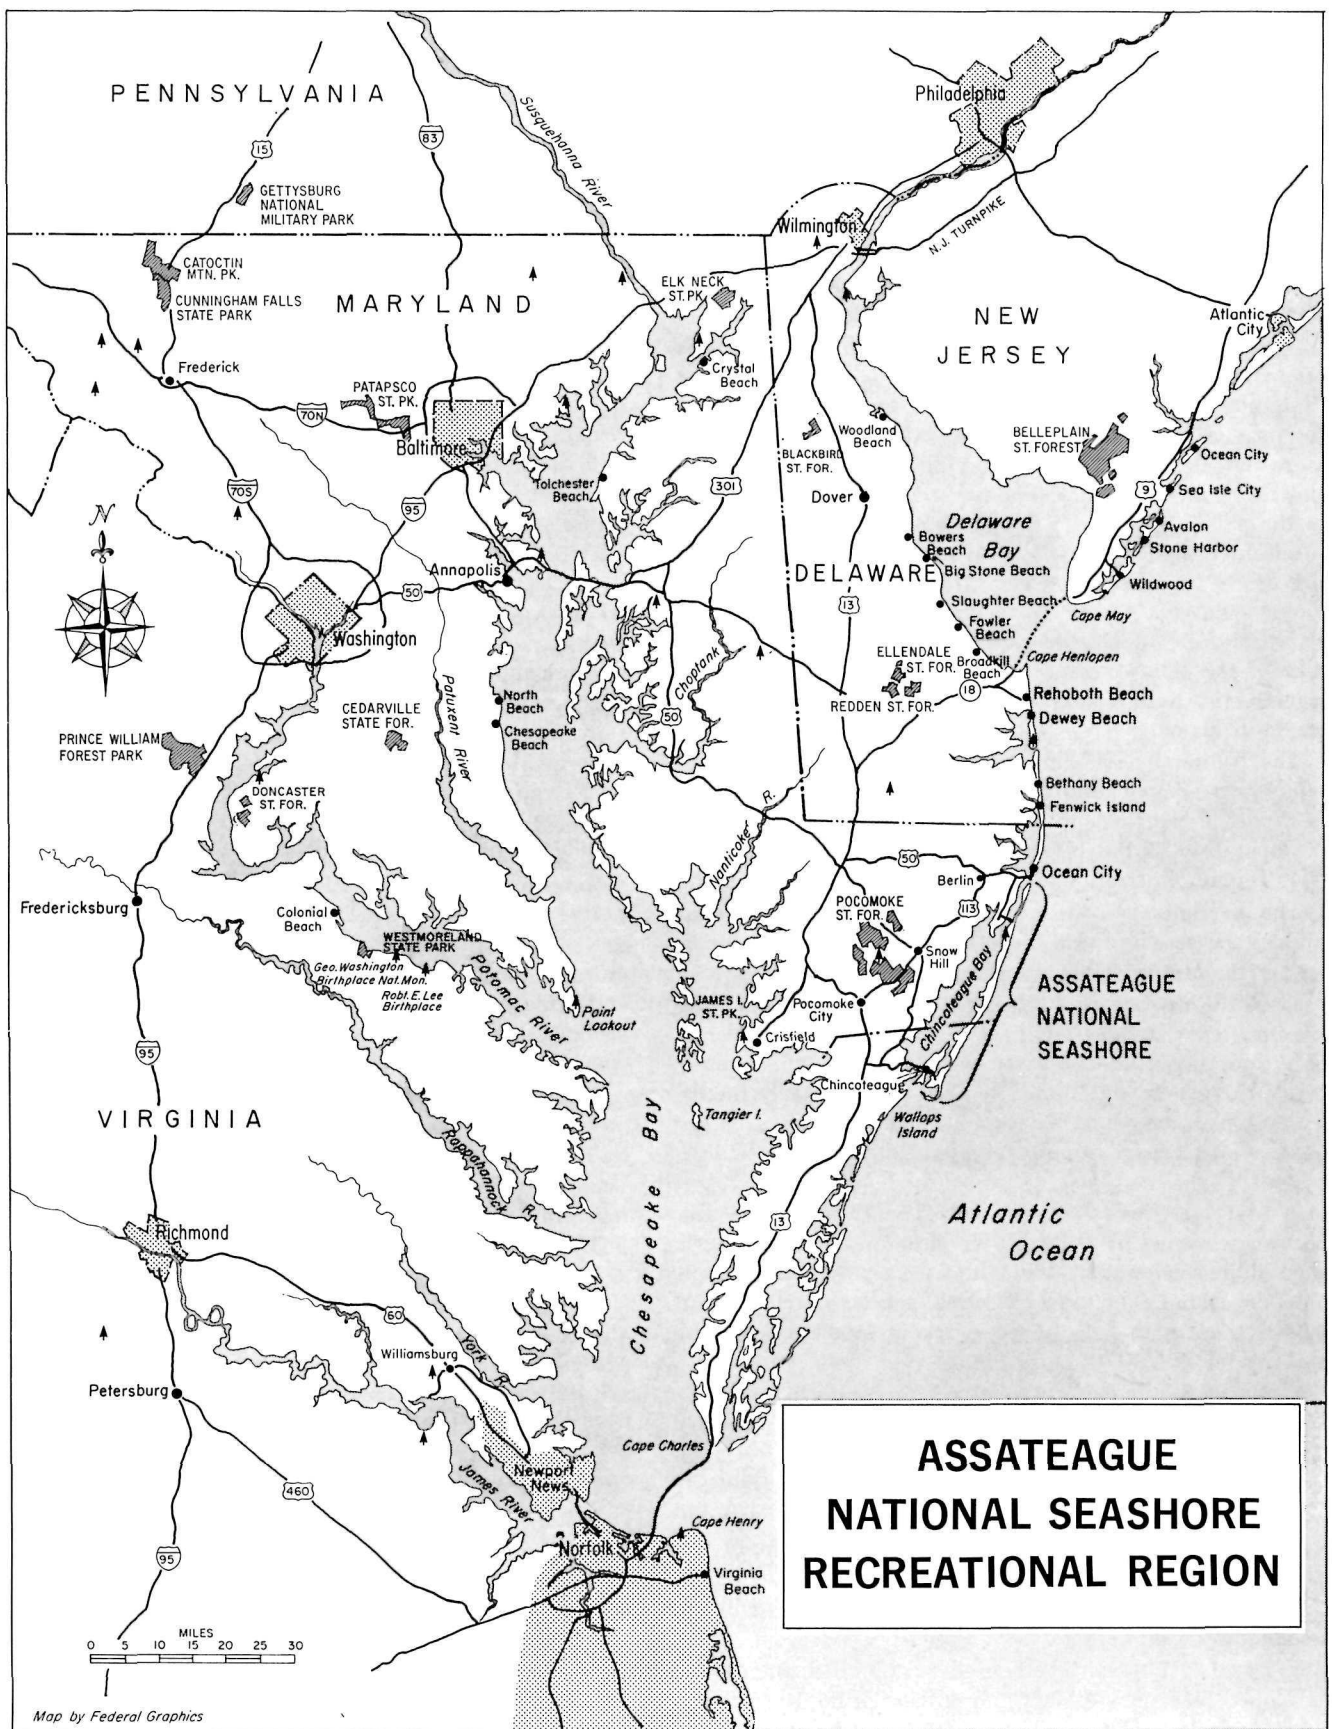 PENNSYLVANIA
Philadelphia
83
15
Susquehanna River
GETTYSBURG
NATIONAL
MILITARY PARK
N.J. TURNPIKE
Wilmington
CATOCTIN
MTN. PK.
CUNNINGHAM FALLS
STATE PARK
MARYLAND
ELK NECK
ST. PK.
NEW
JERSEY
Atlantic
City
Frederick
Crystal
Beach
PATAPSCO
ST. PK.
70N
Baltimore
Woodland
Beach
BLACKBIRD
ST. FOR.
BELLEPLAIN
ST. FOREST
Ocean City
70S
Tolchester
Beach
301
Dover
9
Sea Isle City
95
N
Delaware
Bay
Avalon
Stone Harbor
Bowers
Beach
Big Stone Beach
Annapolis
DELAWARE
Wildwood
50
13
Slaughter Beach
Cape May
Fowler
Beach
Washington
ELLENDALE
ST. FOR.
Broadkill
Beach
Cape Henlopen
Choptank
18
Rehoboth Beach
REDDEN ST. FOR.
Dewey Beach
Patuxent River
North
Beach
Chesapeake
Beach
CEDARVILLE
STATE FOR.
50
PRINCE WILLIAM
FOREST PARK
DONCASTER
ST. FOR.
Bethany Beach
Fenwick Island
Nanticoke R.
50
Berlin
Ocean City
Fredericksburg
Colonial
Beach
POCOMOKE
ST. FOR.
113
WESTMORELAND
STATE PARK
Snow
Hill
Geo. Washington
Birthplace Nat. Mon.
Robt. E. Lee
Birthplace
Potomac River
Point
Lookout
JAMES I.
ST. PK.
Pocomoke
City
Chincoteague Bay
ASSATEAGUE
NATIONAL
SEASHORE
Crisfield
95
Chincoteague
VIRGINIA
Tangier I.
Wallops
Island
Rappahannock R.
Chesapeake Bay
13
Atlantic
Ocean
Richmond
60
Williamsburg
York R.
Petersburg
Cape Charles
ASSATEAGUE
NATIONAL SEASHORE
RECREATIONAL REGION
Newport
News
James River
460
Cape Henry
Norfolk
95
Virginia
Beach
MILES
0 5 10 15 20 25 30
Map by Federal Graphics